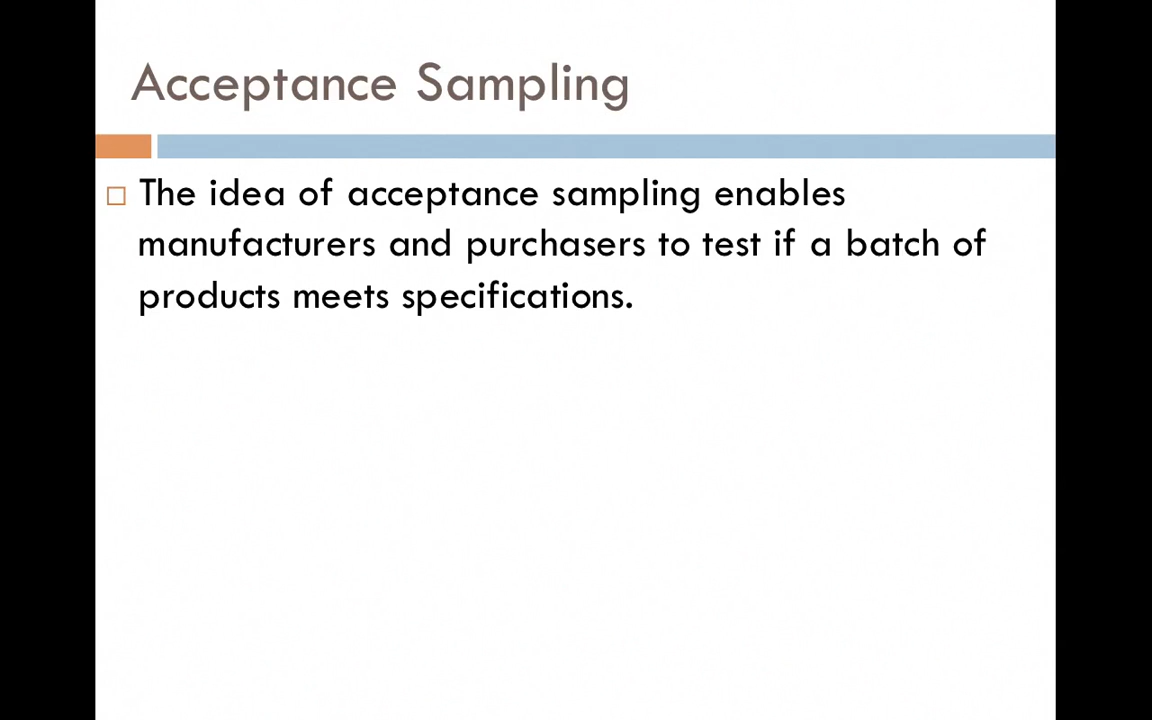 Acceptance Sampling
The idea of acceptance sampling enables
manufacturers and purchasers to test if a batch of
products meets specifications.